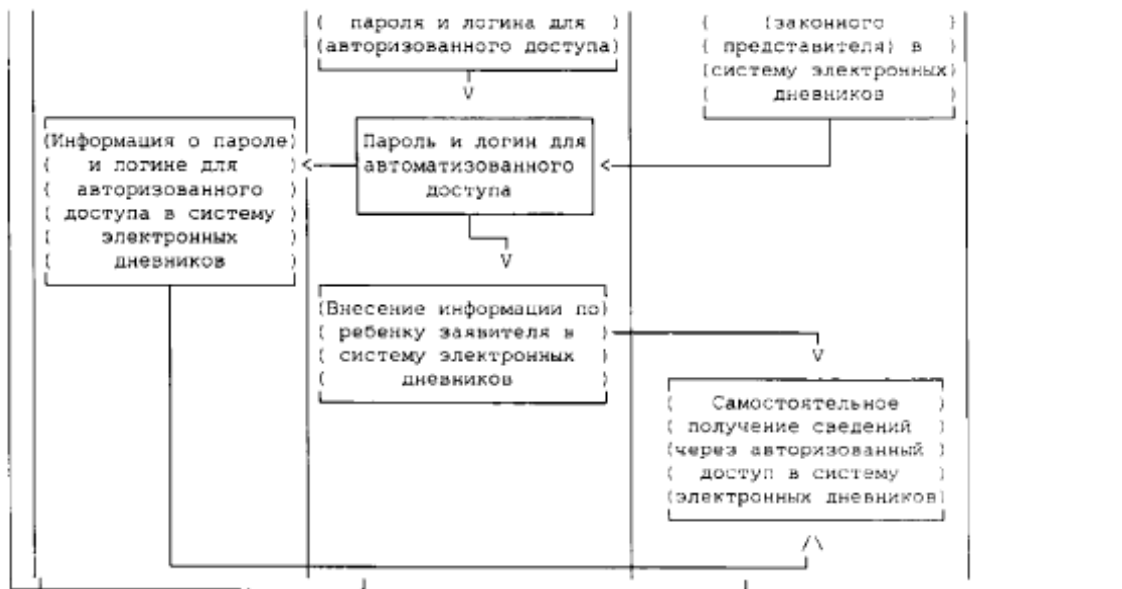 ( пароля и логина для )
(авторизованного доступа)
V
( (законного )
( представителя) в )
(систему электронных)
( дневников )
(Информация о пароле)
( и логине для )
( авторизованного )
( доступа в систему )
( электронных )
( дневников )
<
Пароль и логин для
автоматизованного
доступа
<
V
(Внесение информации по)
( ребенку заявителя в )
( систему электронных )
( дневников )
V
( Самостоятельное )
( получение сведений )
(через авторизованный )
( доступ в систему )
(электронных дневников)
/\